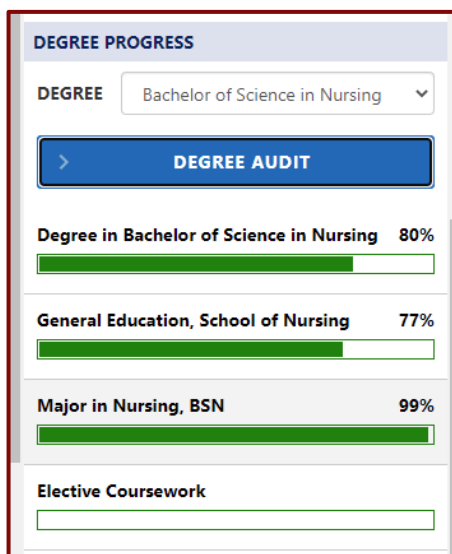 DEGREE PROGRESS
DEGREE Bachelor of Science in Nursing
DEGREE AUDIT
Degree in Bachelor of Science in Nursing 80%
General Education, School of Nursing 77%
Major in Nursing, BSN 99%
Elective Coursework